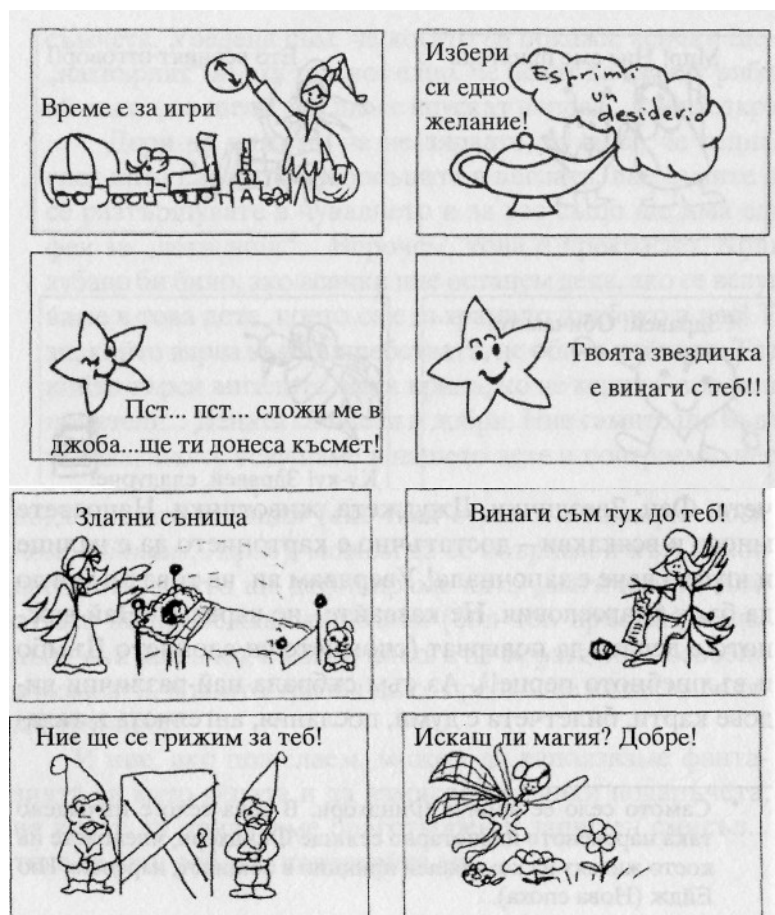 Време е за игри
Избери
си едно
желание!
Esprimi
un
desiderio
Пст... пст... сложи ме в
джоба...ще ти донеса късмет!
Твоята звездичка
е винаги с теб!!
Златни сънища
Винаги съм тук до теб!
Ние ще се грижим за теб!
Искаш ли магия? Добре!